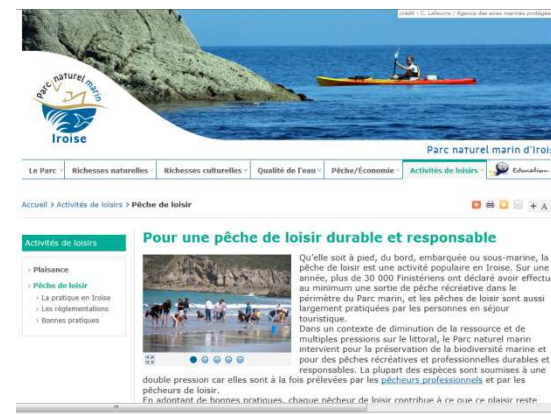 crédit : C. Lefeuvre / Agence des aires marines protégées
Parc naturel marin
Iroise
Parc naturel marin d'Irois
Le Parc
Richesses naturelles
Richesses culturelles
Qualité de l'eau
Pêche/Économie
Activités de loisirs
Education
Accueil > Activités de loisirs > Pêche de loisir
+ A
Activités de loisirs
› Plaisance
› Pêche de loisir
› La pratique en Iroise
› Les réglementations
› Bonnes pratiques
Pour une pêche de loisir durable et responsable
Qu'elle soit à pied, du bord, embarquée ou sous-marine, la
pêche de loisir est une activité populaire en Iroise. Sur une
année, plus de 30 000 Finistériens ont déclaré avoir effectu
au minimum une sortie de pêche récréative dans le
périmètre du Parc marin, et les pêches de loisir sont aussi
largement pratiquées par les personnes en séjour
touristique.
Dans un contexte de diminution de la ressource et de
multiples pressions sur le littoral, le Parc naturel marin
intervient pour la préservation de la biodiversité marine et
pour des pêches récréatives et professionnelles durables et
responsables. La plupart des espèces sont soumises à une
double pression car elles sont à la fois prélevées par les pêcheurs professionnels et par les
pêcheurs de loisir.
En adoptant de bonnes pratiques, chaque pêcheur de loisir contribue à ce que ce plaisir reste